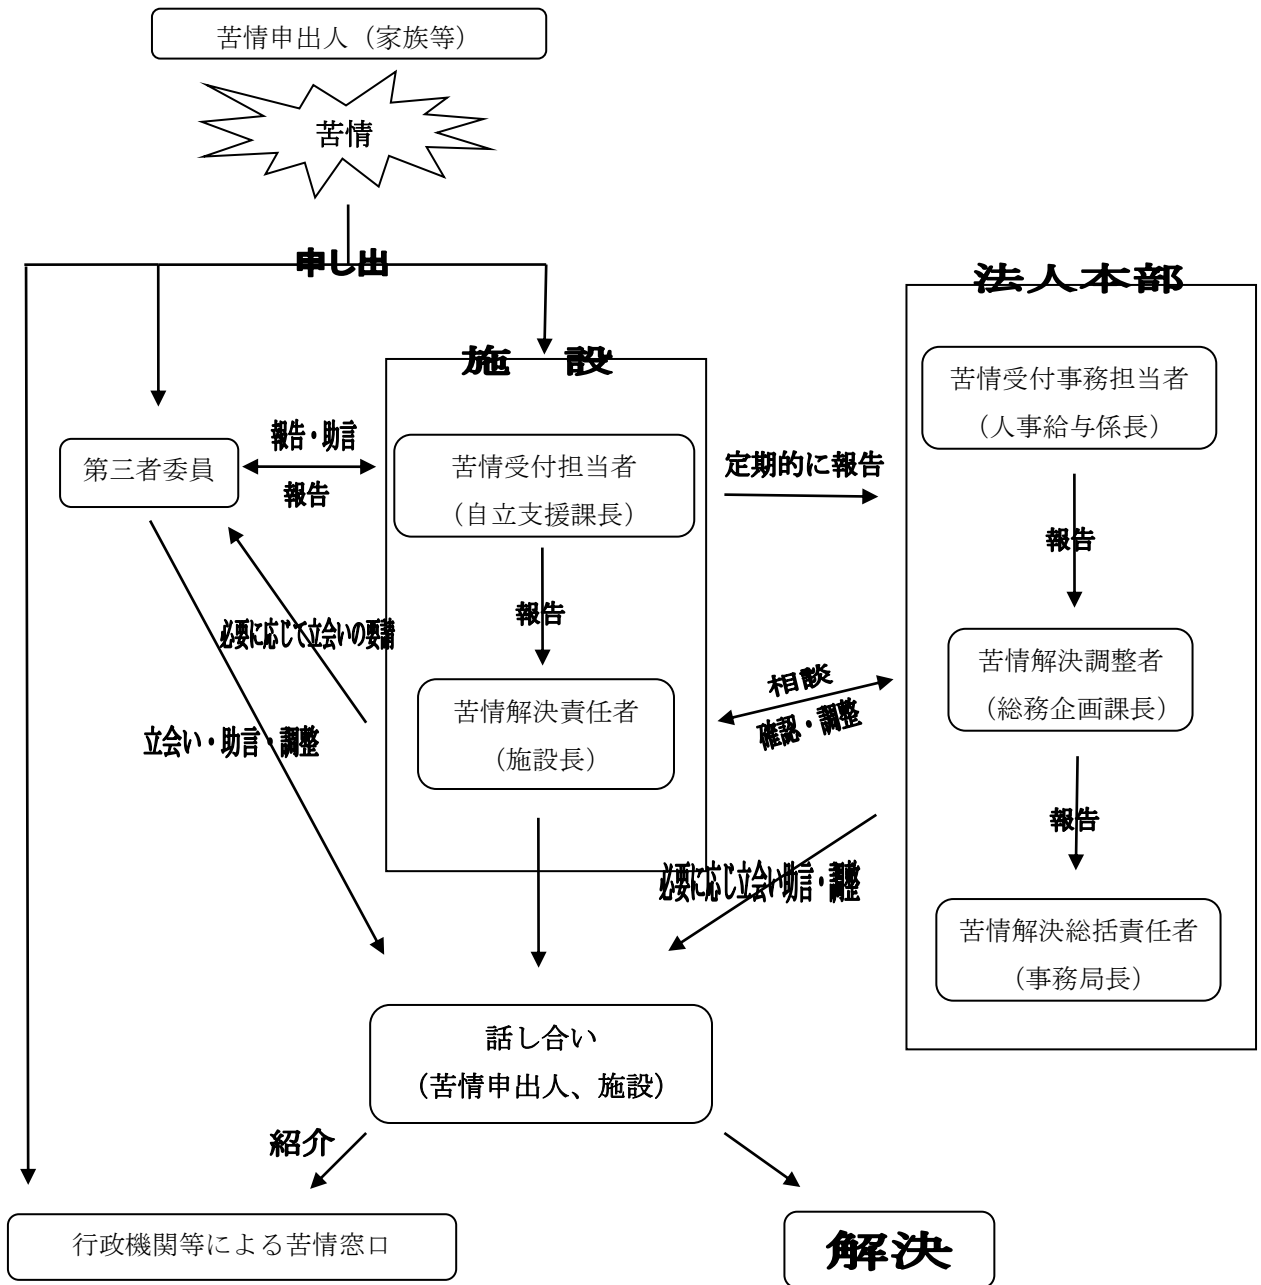 苦情申出人（家族等）
苦情
申し出
法人本部
施　設
苦情受付事務担当者
（人事給与係長）
報告・助言
第三者委員
苦情受付担当者
定期的に報告
報告
（自立支援課長）
報告
報告
必要に応じて立会いの要請
苦情解決調整者
（総務企画課長）
相談
苦情解決責任者
（施設長）
確認・調整
立会い・助言・調整
報告
必要に応じ立会い助言・調整
苦情解決総括責任者
（事務局長）
話し合い
（苦情申出人、施設）
紹介
行政機関等による苦情窓口
解決